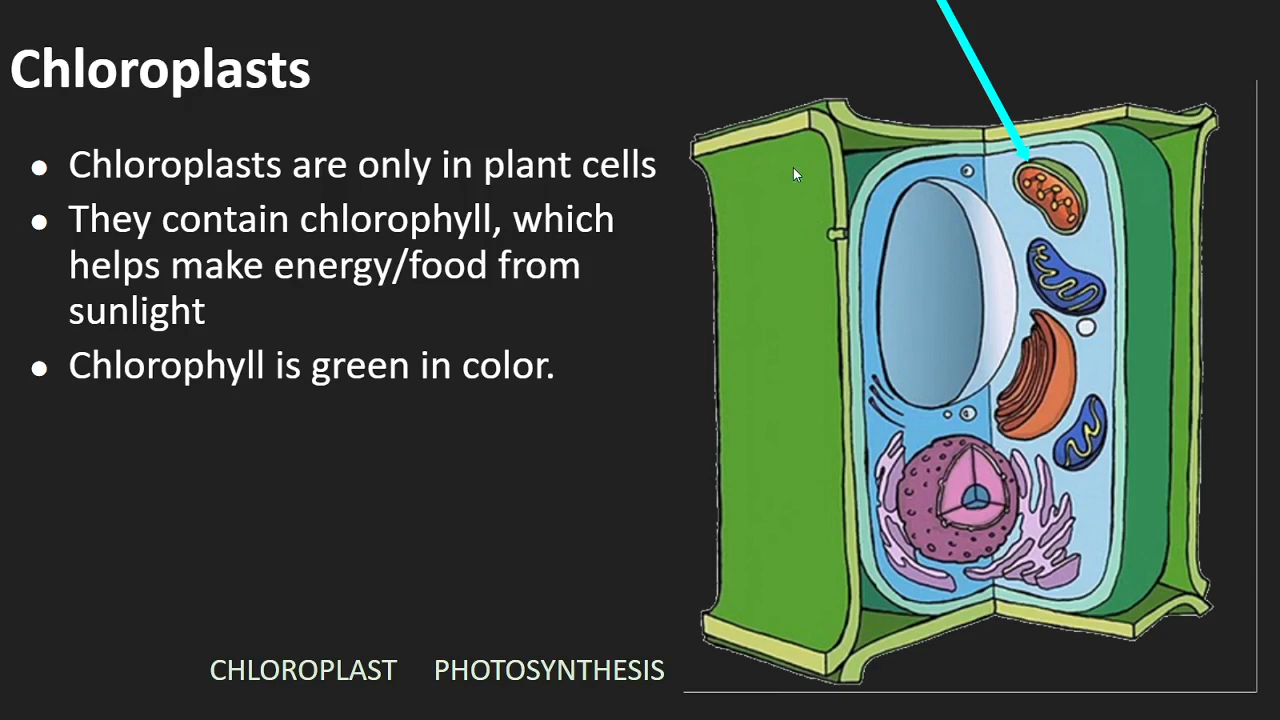 Chloroplasts
● Chloroplasts are only in plant cells
● They contain chlorophyll, which
helps make energy/food from
sunlight
● Chlorophyll is green in color.
CHLOROPLAST PHOTOSYNTHESIS